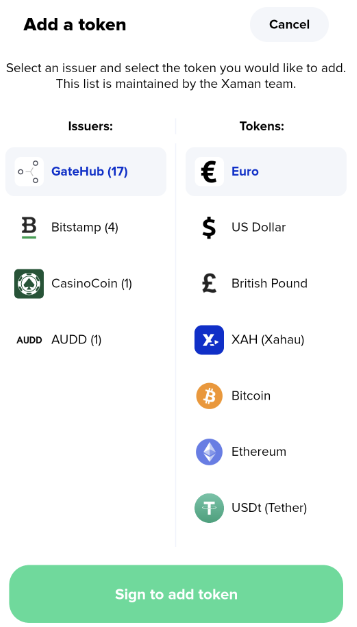 Add a token
Cancel
Select an issuer and select the token you would like to add.
This list is maintained by the Xaman team.
Issuers:
Tokens:
GateHub (17)
Euro
Bitstamp (4)
US Dollar
CasinoCoin (1)
British Pound
AUDD
AUDD (1)
XAH (Xahau)
Bitcoin
Ethereum
USDt (Tether)
Sign to add token